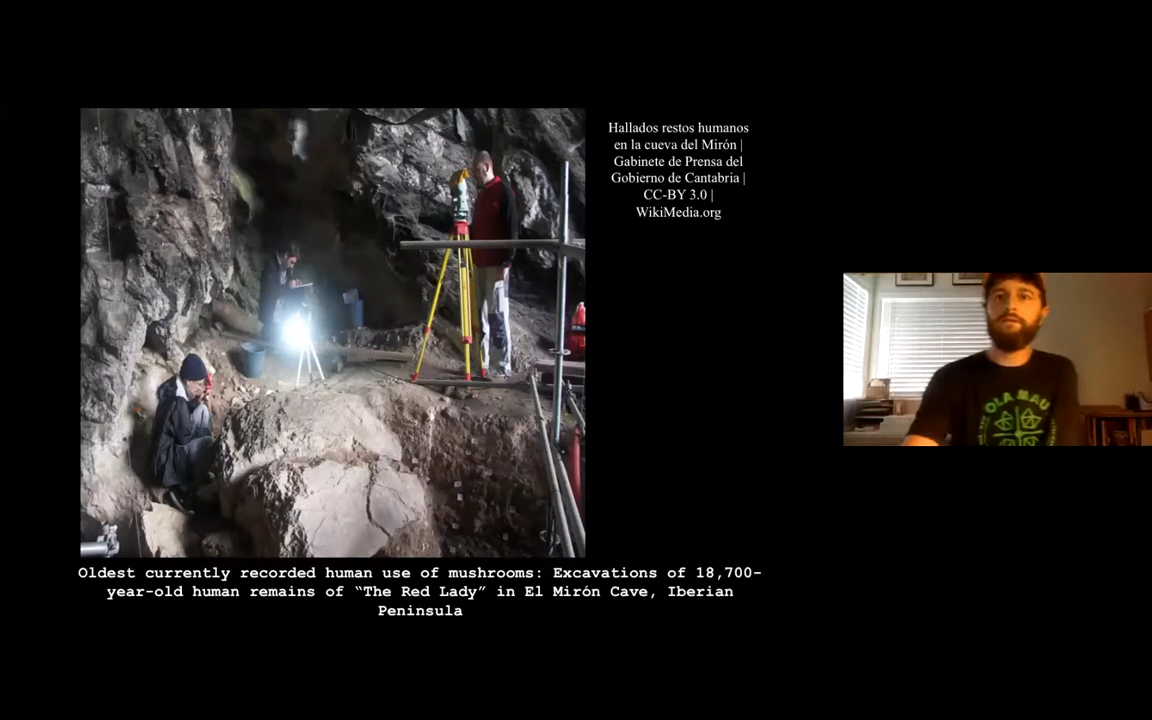 Hallados restos humanos
en la cueva del Mirón |
Gabinete de Prensa del
Gobierno de Cantabria |
CC-BY 3.0 |
WikiMedia.org
OLA MAU
Oldest currently recorded human use of mushrooms: Excavations of 18,700-
year-old human remains of “The Red Lady” in El Mirón Cave, Iberian
Peninsula